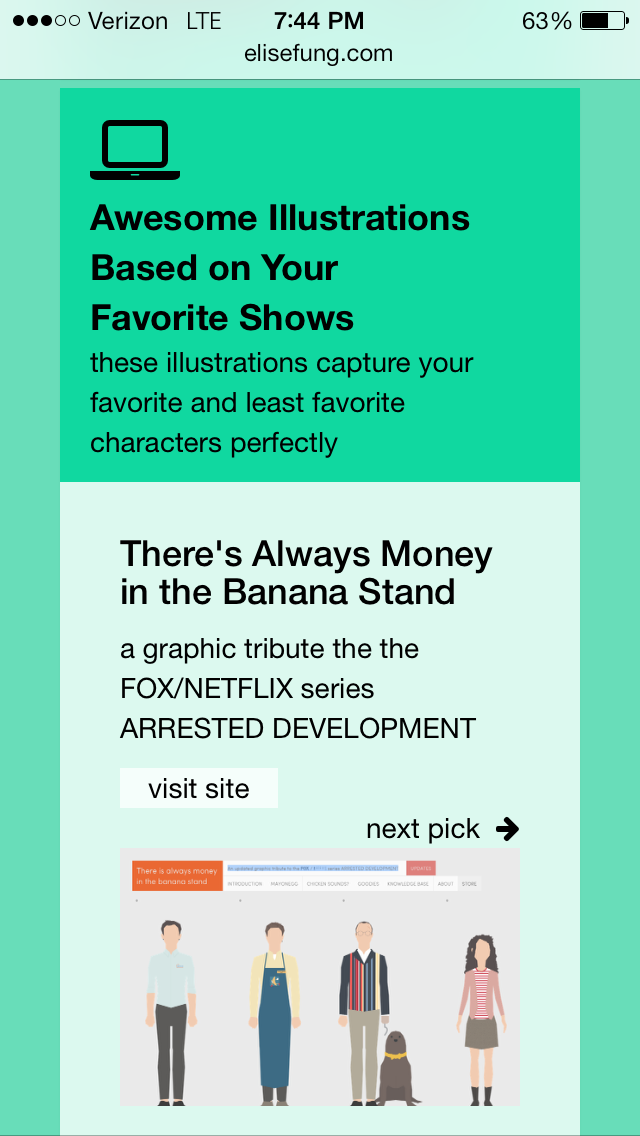 Verizon LTE 7:44 PM 63%
elisefung.com
Awesome Illustrations
Based on Your
Favorite Shows
these illustrations capture your
favorite and least favorite
characters perfectly
There's Always Money
in the Banana Stand
a graphic tribute the the
FOX/NETFLIX series
ARRESTED DEVELOPMENT
visit site
next pick
There is always money
in the banana stand
UPDATED
INTRODUCTION MAYONEGG CHICKEN SOUNDS? GOODIES KNOWLEDGE BASE ABOUT STORE